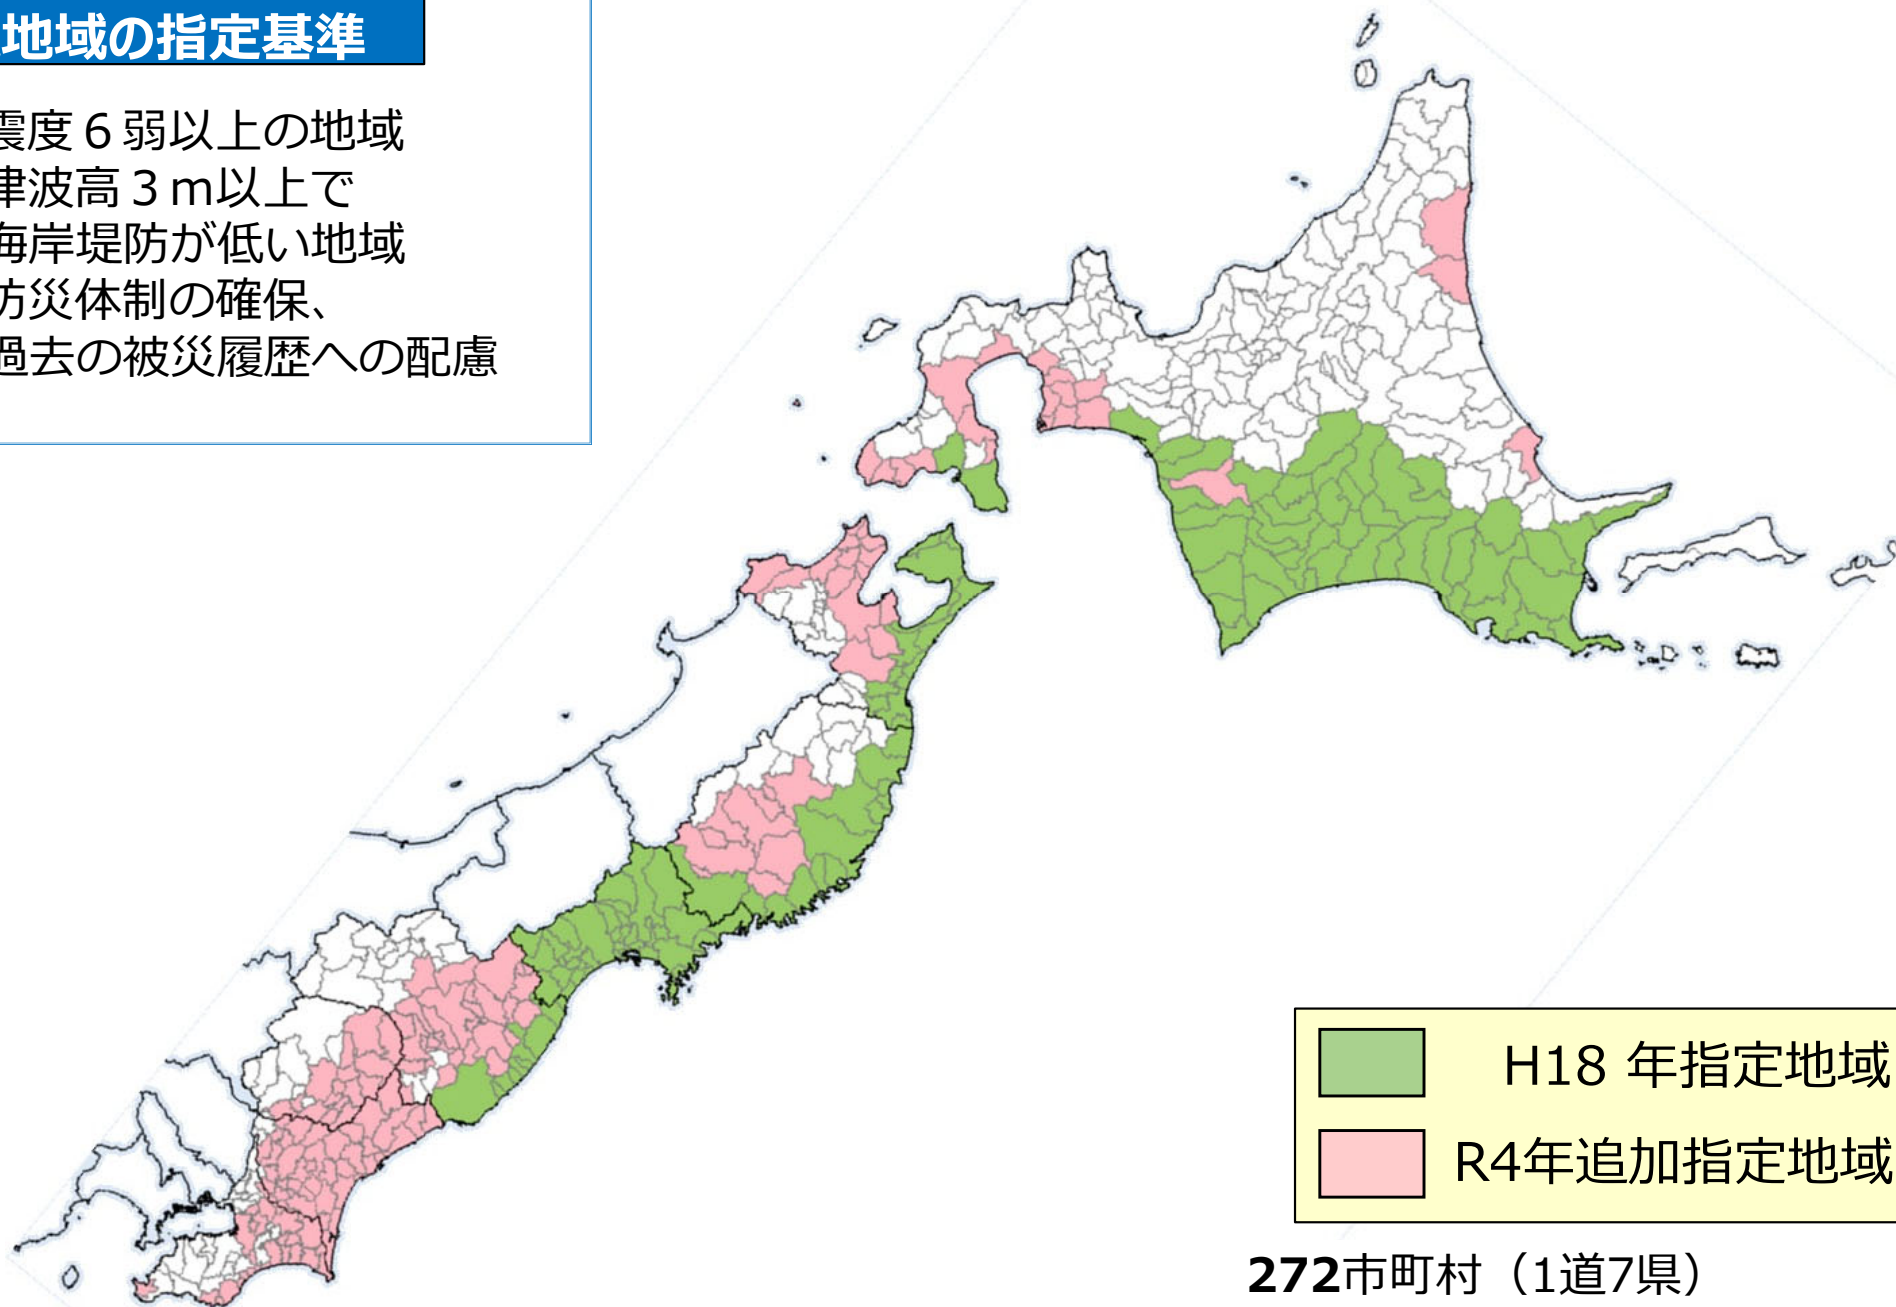 地域の指定基準
震度６弱以上の地域
津波高３ｍ以上で
海岸堤防が低い地域
防災体制の確保、
過去の被災履歴への配慮
H18 年指定地域
R4年追加指定地域
272市町村（1道7県）